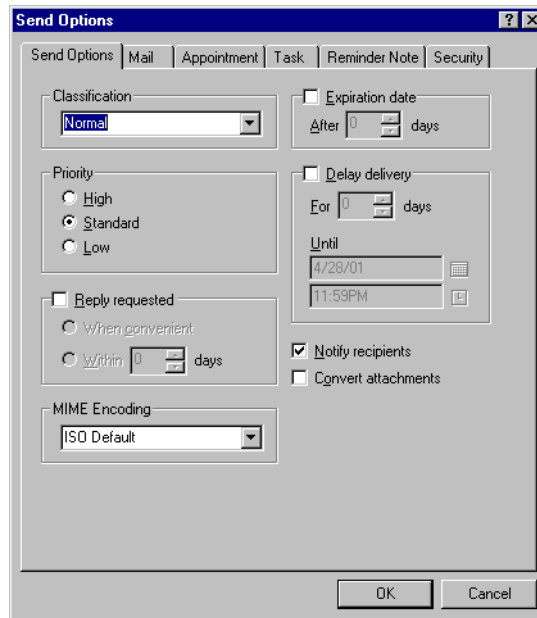 Send Options
Send Options Mail Appointment Task Reminder Note Security
Classification
Normal
Priority
High
Standard
Low
Reply requested
When convenient
Within 0 days
MIME Encoding
ISO Default
Expiration date
After 0 days
Delay delivery
For 0 days
Until
4/28/01
11:59PM
Notify recipients
Convert attachments
OK Cancel